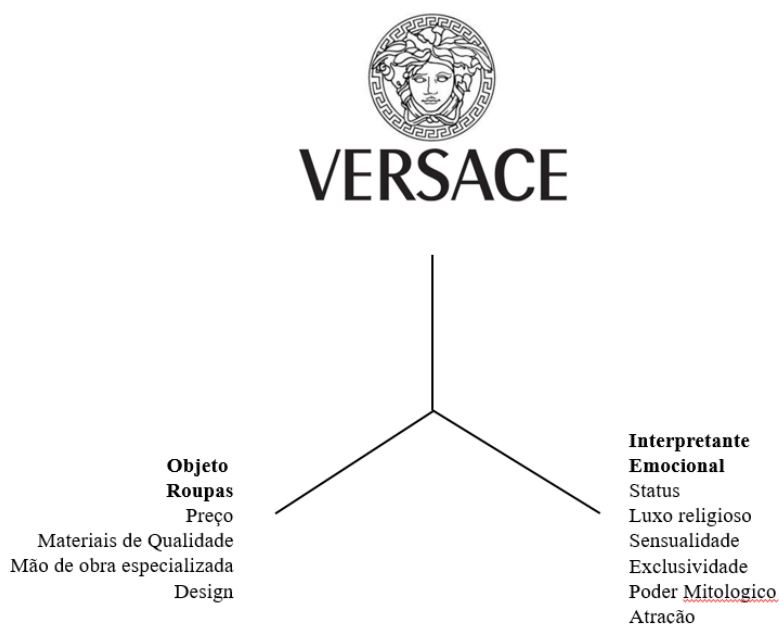 VERSACE
Objeto
Roupas
Preço
Materiais de Qualidade
Mão de obra especializada
Design
Interpretante
Emocional
Status
Luxo religioso
Sensualidade
Exclusividade
Poder Mitologico
Atração